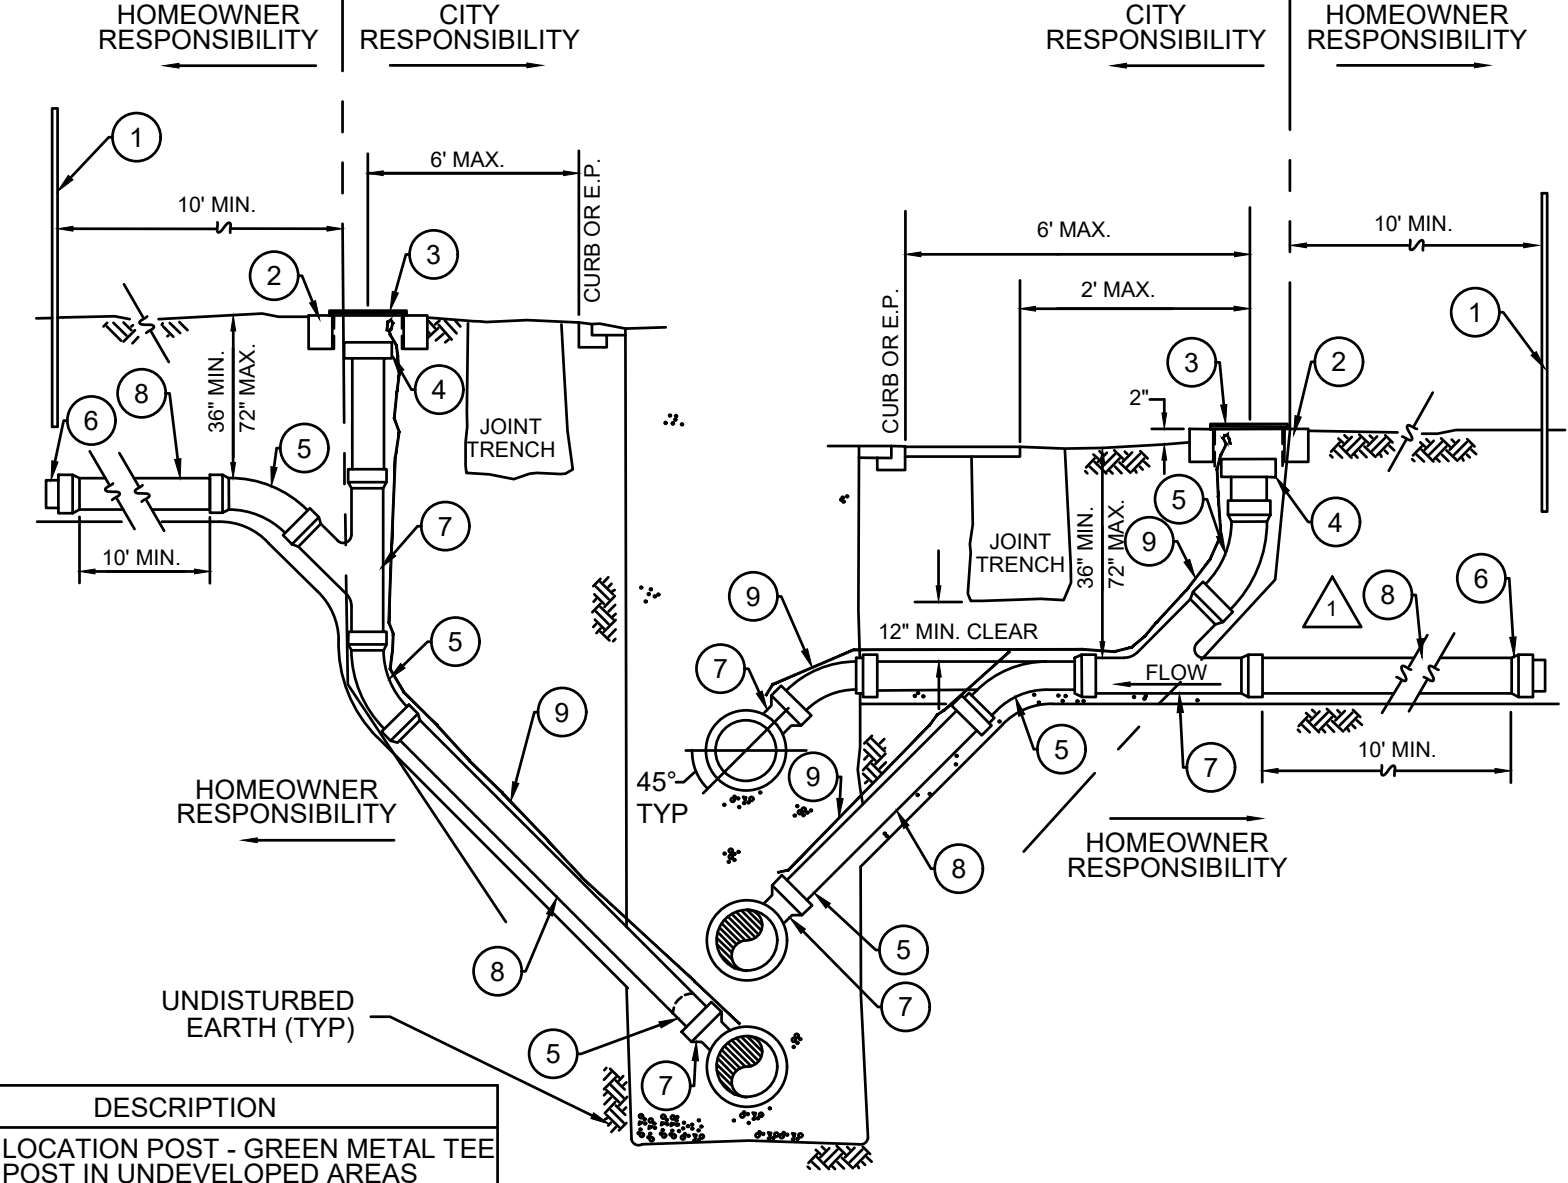 HOMEOWNER
RESPONSIBILITY
CITY
RESPONSIBILITY
CITY
RESPONSIBILITY
HOMEOWNER
RESPONSIBILITY
1
6' MAX.
CURB OR E.P.
10' MIN.
2
3
6' MAX.
10' MIN.
2' MAX.
1
CURB OR E.P.
36" MIN.
72" MAX.
8
6
5
4
JOINT
TRENCH
3
2
2"
7
10' MIN.
5
4
9
JOINT
TRENCH
36" MIN.
72" MAX.
1
8
6
9
12" MIN. CLEAR
5
7
FLOW
9
5
7
10' MIN.
45°
TYP
9
HOMEOWNER
RESPONSIBILITY
HOMEOWNER
RESPONSIBILITY
8
8
5
7
UNDISTURBED
EARTH (TYP)
5
7
DESCRIPTION
LOCATION POST - GREEN METAL TEE
POST IN UNDEVELOPED AREAS